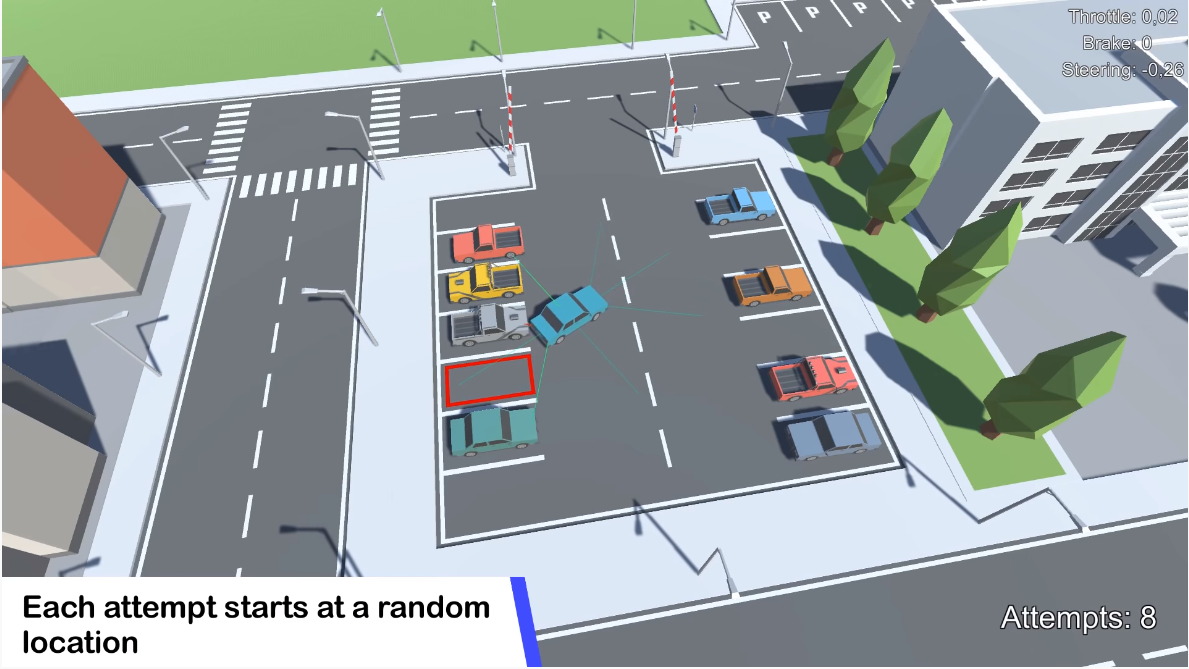 P P P P
Throttle: 0,02
Brake: 0
Steering: -0.26
Each attempt starts at a random
location
Attempts: 8